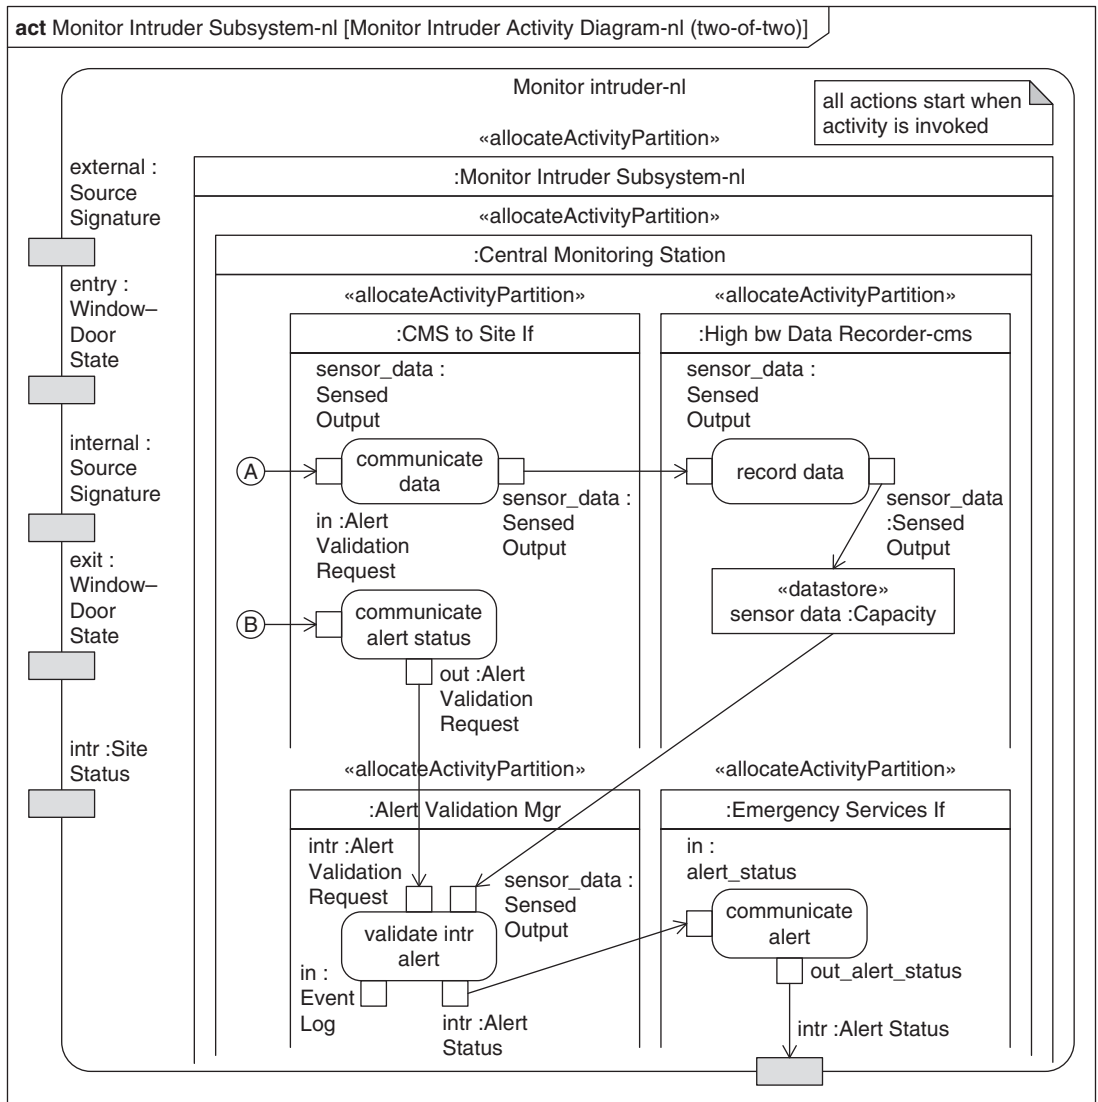 act Monitor Intruder Subsystem-nl [Monitor Intruder Activity Diagram-nl (two-of-two)]
Monitor intruder-nl
all actions start when
activity is invoked
«allocateActivityPartition»
:Monitor Intruder Subsystem-nl
«allocateActivityPartition»
:Central Monitoring Station
external :
Source
Signature
entry :
Window–
Door
State
internal :
Source
Signature
exit :
Window–
Door
State
intr :Site
Status
«allocateActivityPartition»
:CMS to Site If
sensor_data :
Sensed
Output
A
communicate
data
sensor_data :
Sensed
Output
in :Alert
Validation
Request
B
communicate
alert status
out :Alert
Validation
Request
«allocateActivityPartition»
:High bw Data Recorder-cms
sensor_data :
Sensed
Output
record data
sensor_data
:Sensed
Output
«datastore»
sensor data :Capacity
«allocateActivityPartition»
:Alert Validation Mgr
intr :Alert
Validation
Request
sensor_data :
Sensed
Output
validate intr
alert
in :
Event
Log
intr :Alert
Status
«allocateActivityPartition»
:Emergency Services If
in :
alert_status
communicate
alert
out_alert_status
intr :Alert Status